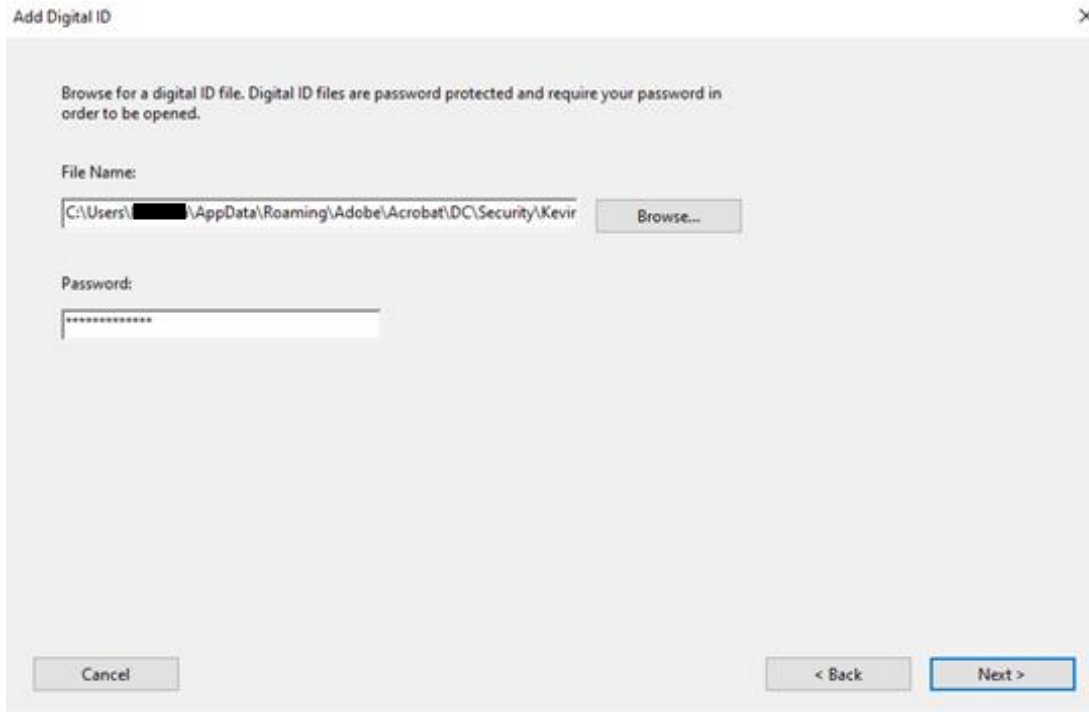 Add Digital ID
Browse for a digital ID file. Digital ID files are password protected and require your password in
order to be opened.
File Name:
C:\Users\ \AppData\Roaming\Adobe\Acrobat\DC\Security\Kevir
Browse...
Password:
*************
Cancel
< Back
Next >